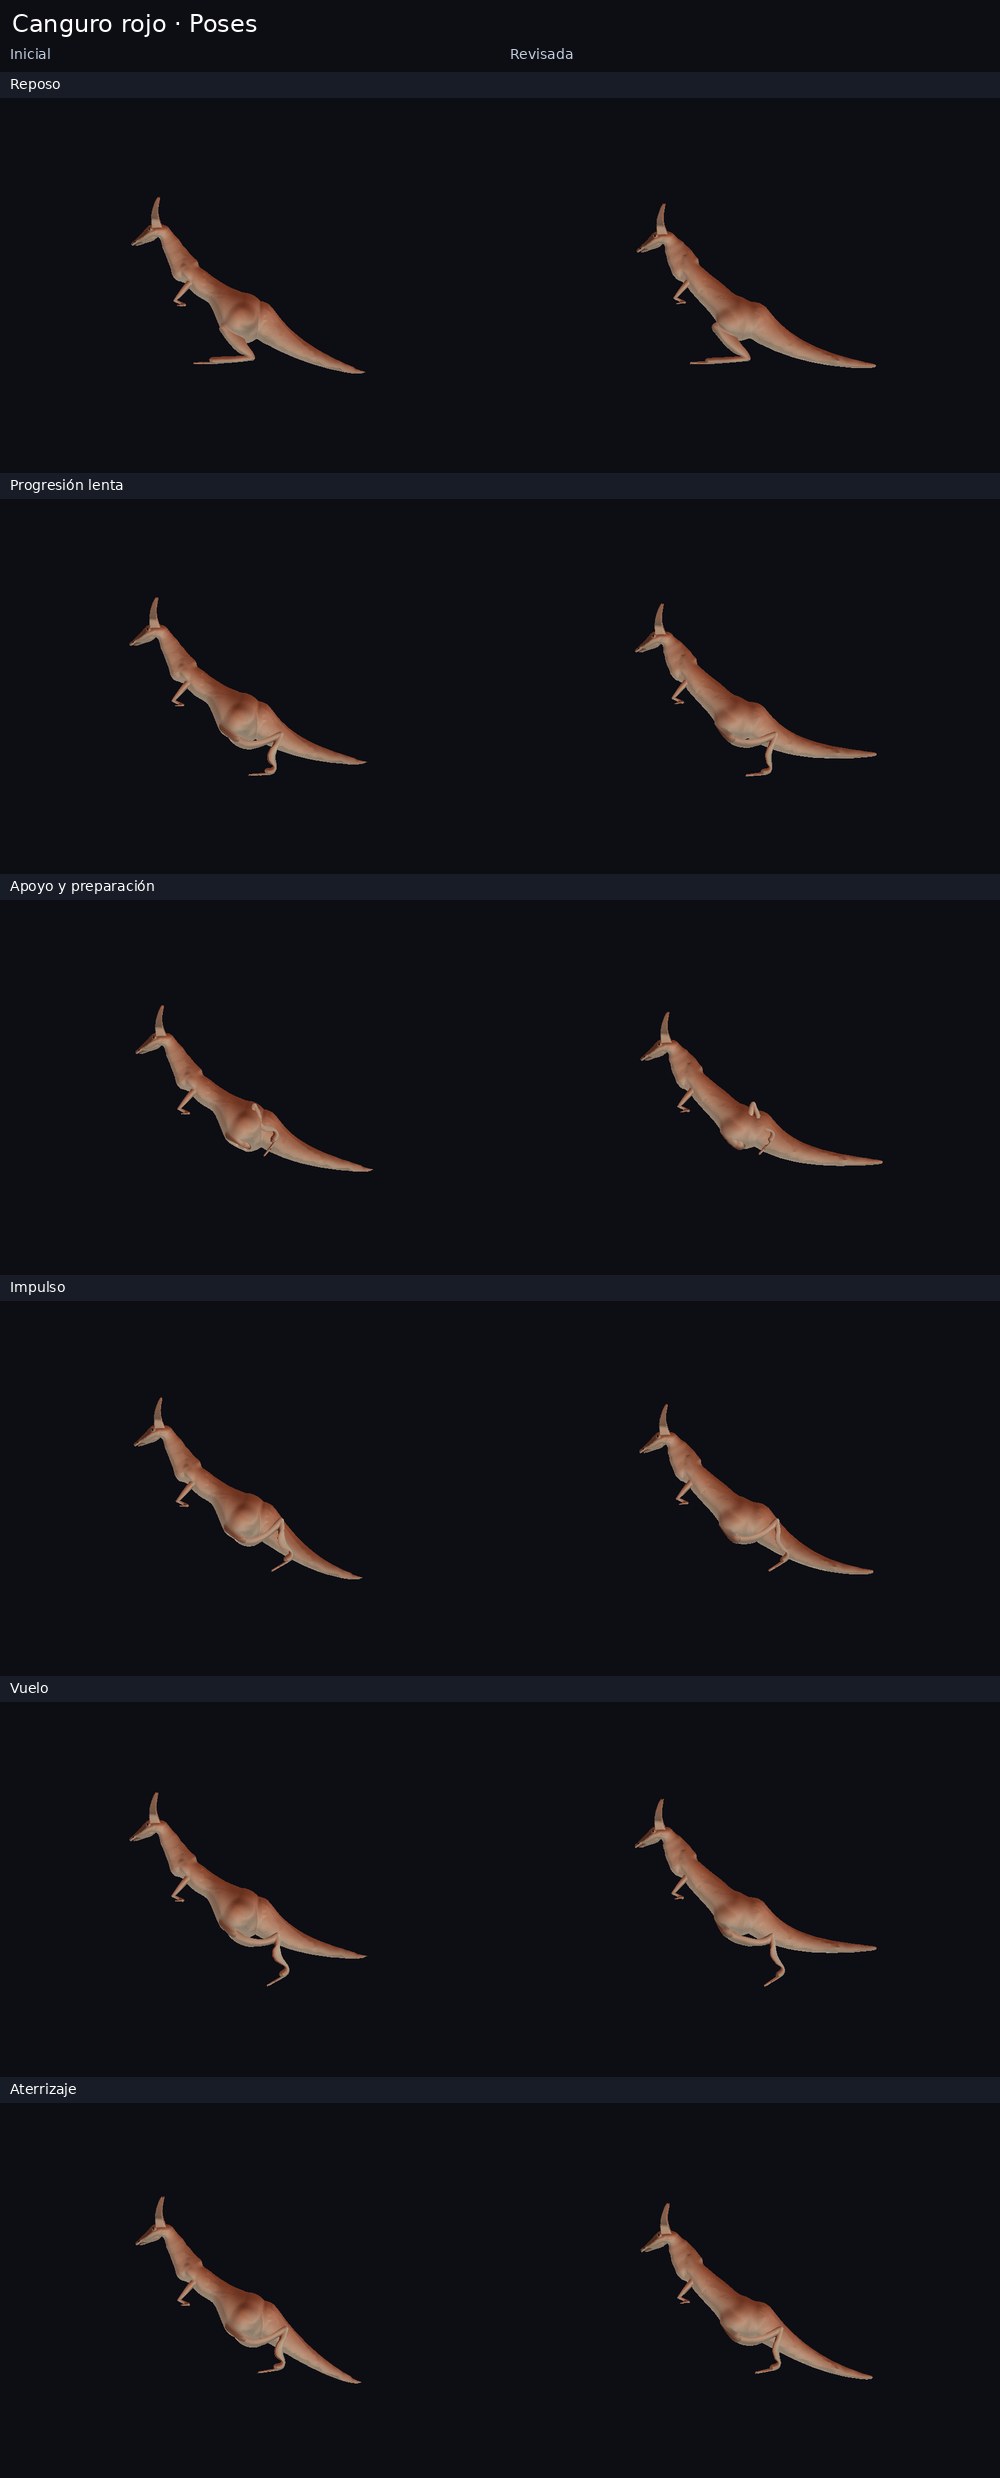 Canguro rojo · Poses
Inicial Revisada
Reposo
Progresión lenta
Apoyo y preparación
Impulso
Vuelo
Aterrizaje